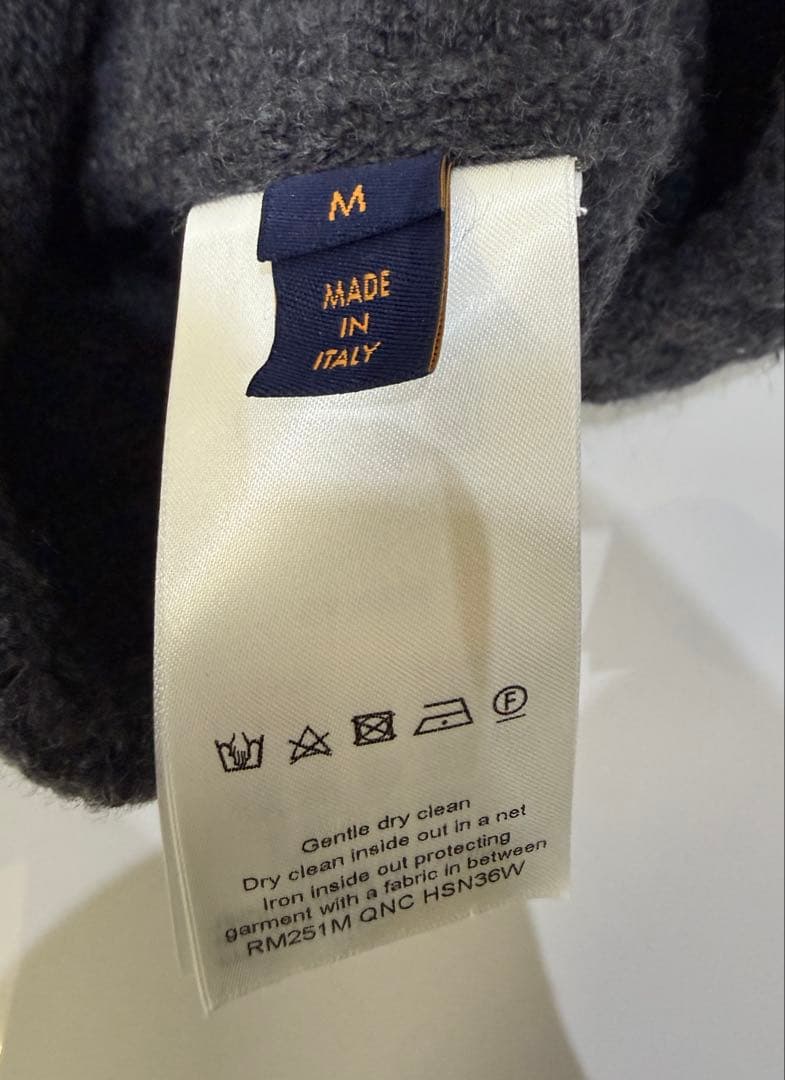 M
MADE
IN
ITALY
F
Gentle dry clean
Dry clean inside out in a net
Iron inside out protecting
garment with a fabric in between
RM251M QNC HSN36W